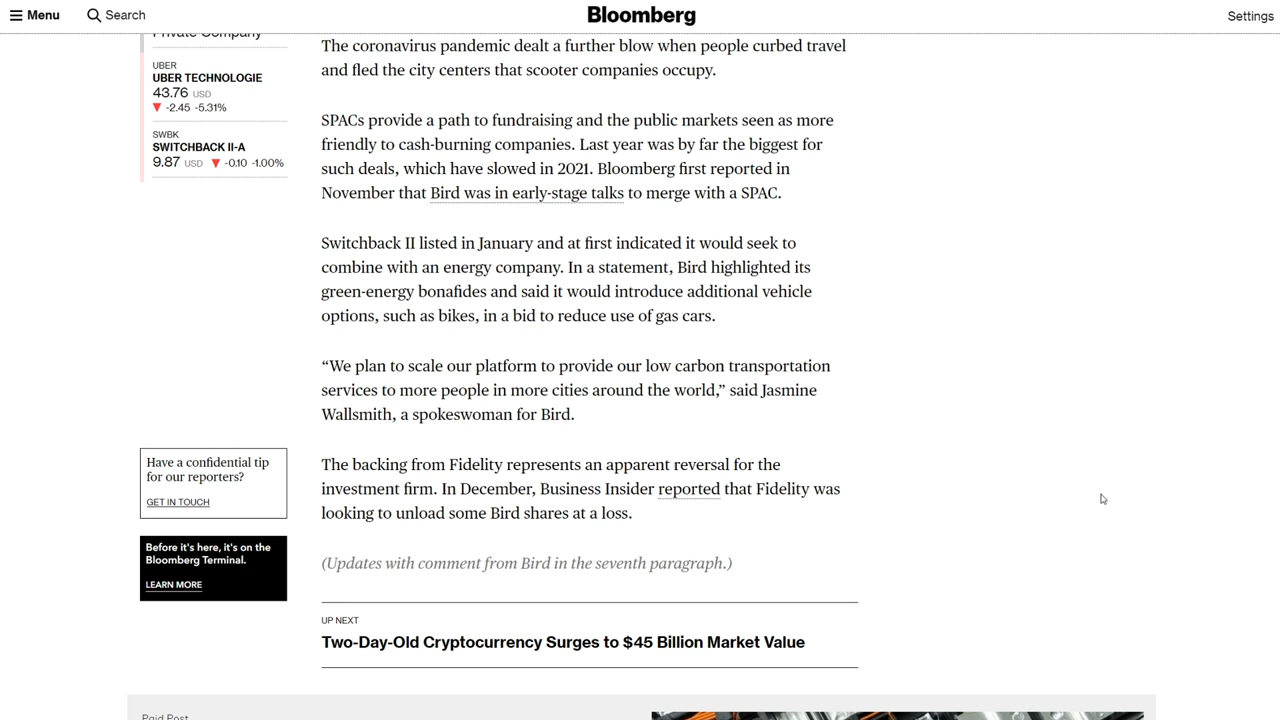 Menu
Search
Bloomberg
Settings
Private Company
UBER
UBER TECHNOLOGIE
43.76 USD
▼ -2.45 -5.31%
SWBK
SWITCHBACK II-A
9.87 USD ▼ -0.10 -1.00%
The coronavirus pandemic dealt a further blow when people curbed travel
and fled the city centers that scooter companies occupy.
SPACs provide a path to fundraising and the public markets seen as more
friendly to cash-burning companies. Last year was by far the biggest for
such deals, which have slowed in 2021. Bloomberg first reported in
November that Bird was in early-stage talks to merge with a SPAC.
Switchback II listed in January and at first indicated it would seek to
combine with an energy company. In a statement, Bird highlighted its
green-energy bonafides and said it would introduce additional vehicle
options, such as bikes, in a bid to reduce use of gas cars.
“We plan to scale our platform to provide our low carbon transportation
services to more people in more cities around the world,” said Jasmine
Wallsmith, a spokeswoman for Bird.
Have a confidential tip
for our reporters?
GET IN TOUCH
The backing from Fidelity represents an apparent reversal for the
investment firm. In December, Business Insider reported that Fidelity was
looking to unload some Bird shares at a loss.
Before it's here, it's on the
Bloomberg Terminal.
LEARN MORE
(Updates with comment from Bird in the seventh paragraph.)
UP NEXT
Two-Day-Old Cryptocurrency Surges to $45 Billion Market Value
Paid Post